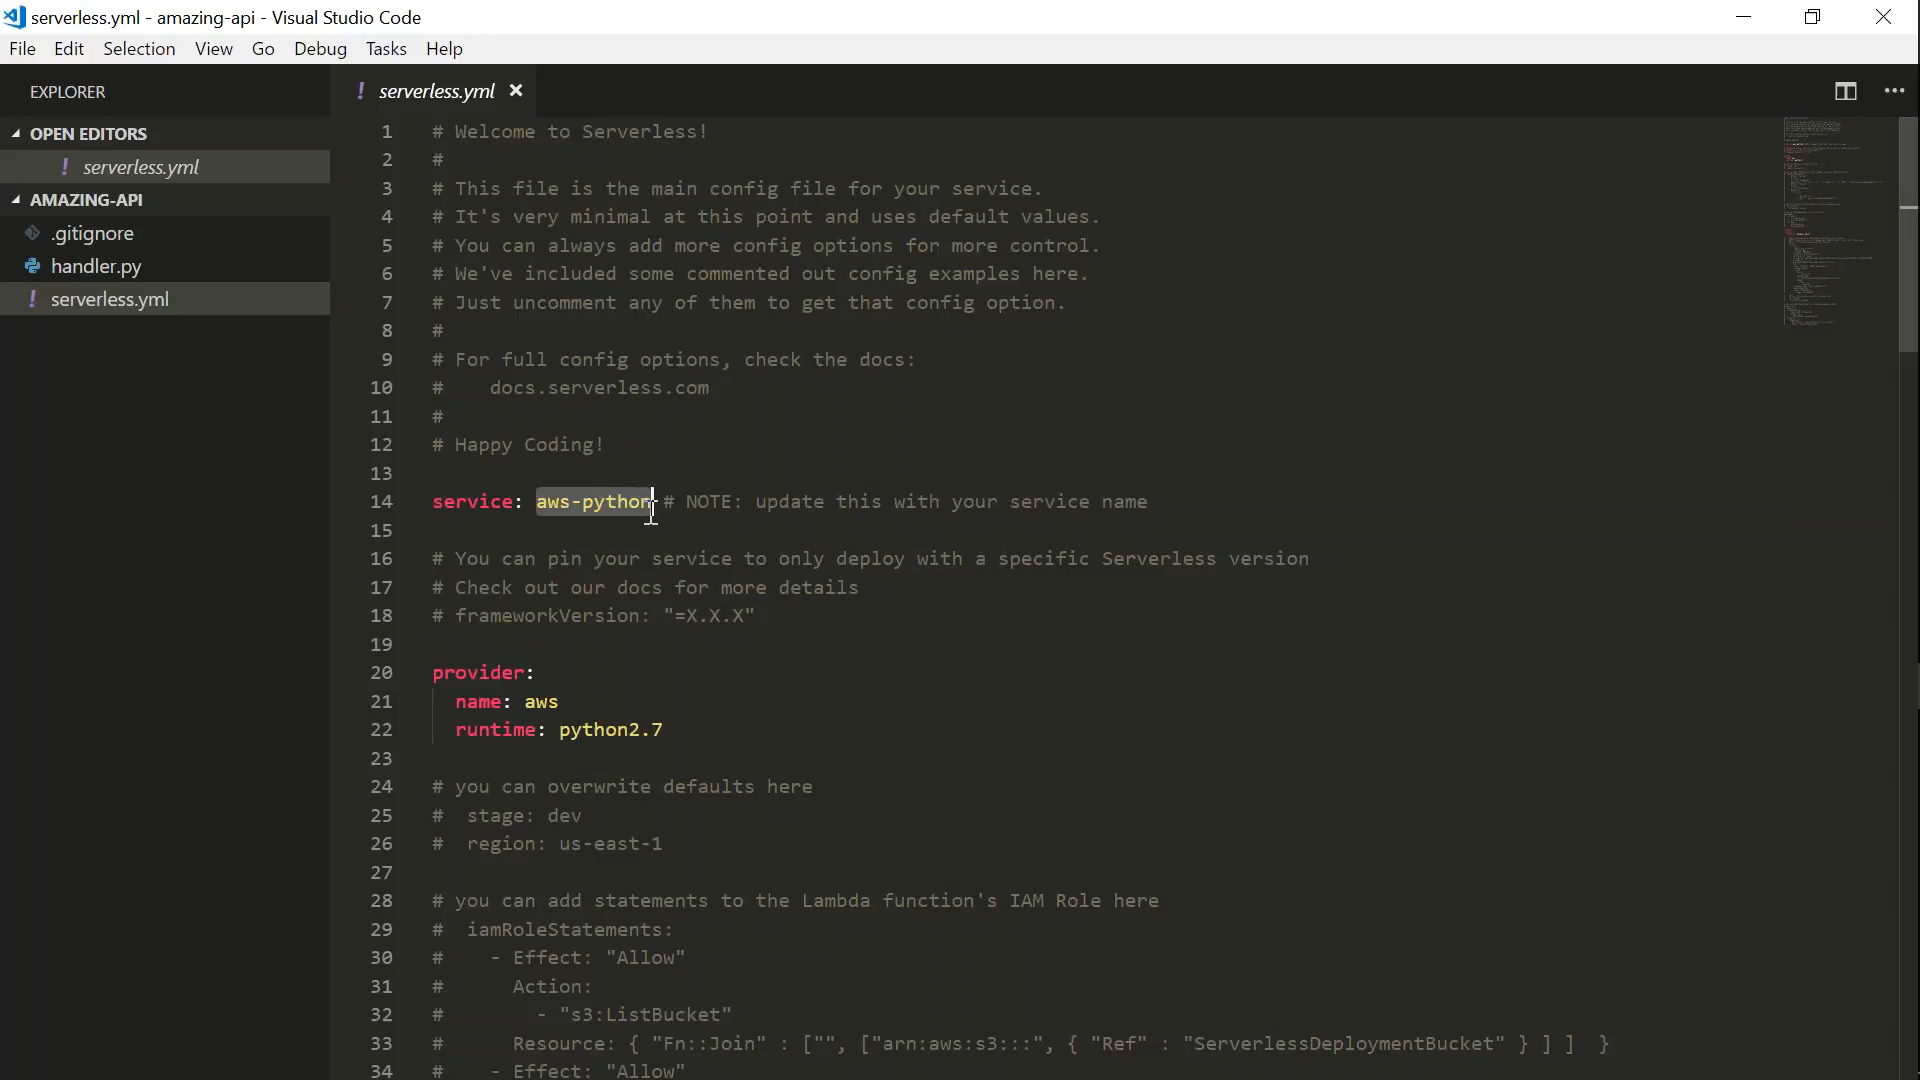 serverless.yml - amazing-api - Visual Studio Code
File Edit Selection View Go Debug Tasks Help
EXPLORER
OPEN EDITORS
! serverless.yml
AMAZING-API
.gitignore
handler.py
! serverless.yml
! serverless.yml
1 # Welcome to Serverless!
2 #
3 # This file is the main config file for your service.
4 # It's very minimal at this point and uses default values.
5 # You can always add more config options for more control.
6 # We've included some commented out config examples here.
7 # Just uncomment any of them to get that config option.
8 #
9 # For full config options, check the docs:
10 #    docs.serverless.com
11 #
12 # Happy Coding!
13
14 service: aws-python # NOTE: update this with your service name
15
16 # You can pin your service to only deploy with a specific Serverless version
17 # Check out our docs for more details
18 # frameworkVersion: "=X.X.X"
19
20 provider:
21   name: aws
22   runtime: python2.7
23
24 # you can overwrite defaults here
25 #  stage: dev
26 #  region: us-east-1
27
28 # you can add statements to the Lambda function's IAM Role here
29 #  iamRoleStatements:
30 #    - Effect: "Allow"
31 #      Action:
32 #        - "s3:ListBucket"
33 #      Resource: { "Fn::Join" : ["", ["arn:aws:s3:::", { "Ref" : "ServerlessDeploymentBucket" } ] ]  }
34 #    - Effect: "Allow"